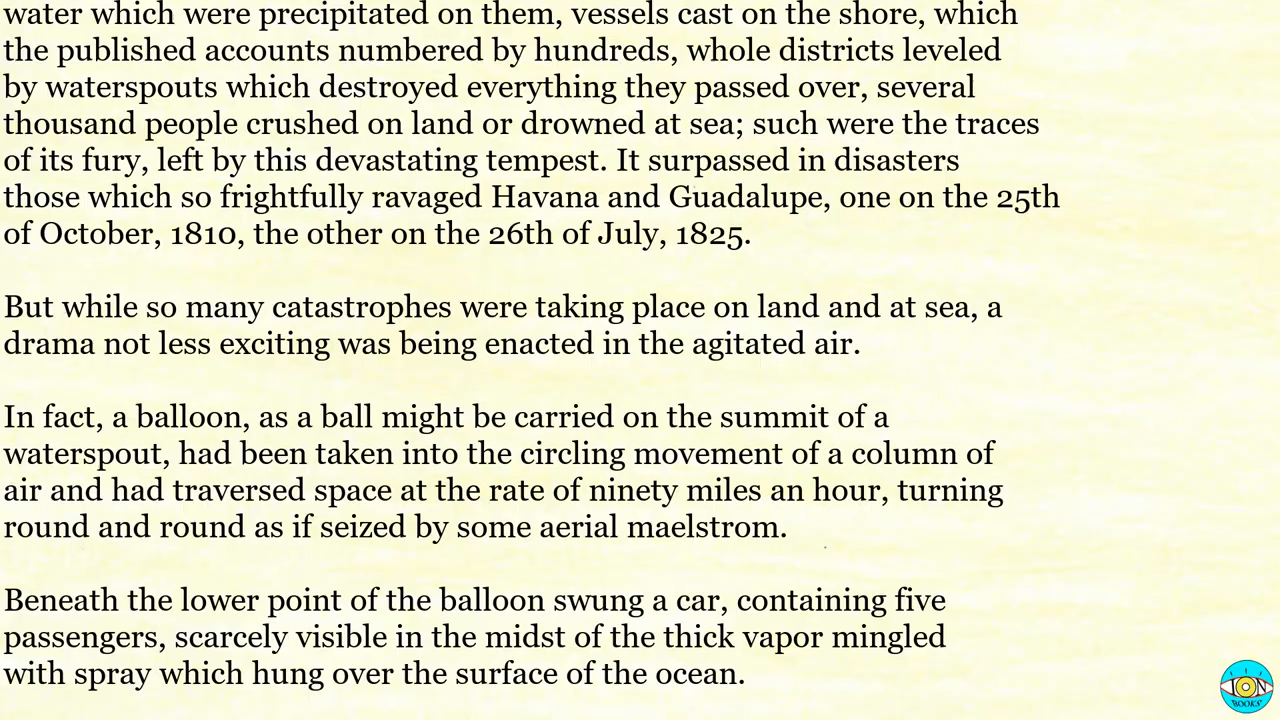 water which were precipitated on them, vessels cast on the shore, which
the published accounts numbered by hundreds, whole districts leveled
by waterspouts which destroyed everything they passed over, several
thousand people crushed on land or drowned at sea; such were the traces
of its fury, left by this devastating tempest. It surpassed in disasters
those which so frightfully ravaged Havana and Guadalupe, one on the 25th
of October, 1810, the other on the 26th of July, 1825.
But while so many catastrophes were taking place on land and at sea, a
drama not less exciting was being enacted in the agitated air.
In fact, a balloon, as a ball might be carried on the summit of a
waterspout, had been taken into the circling movement of a column of
air and had traversed space at the rate of ninety miles an hour, turning
round and round as if seized by some aerial maelstrom.
Beneath the lower point of the balloon swung a car, containing five
passengers, scarcely visible in the midst of the thick vapor mingled
with spray which hung over the surface of the ocean.
ION
BOOKS